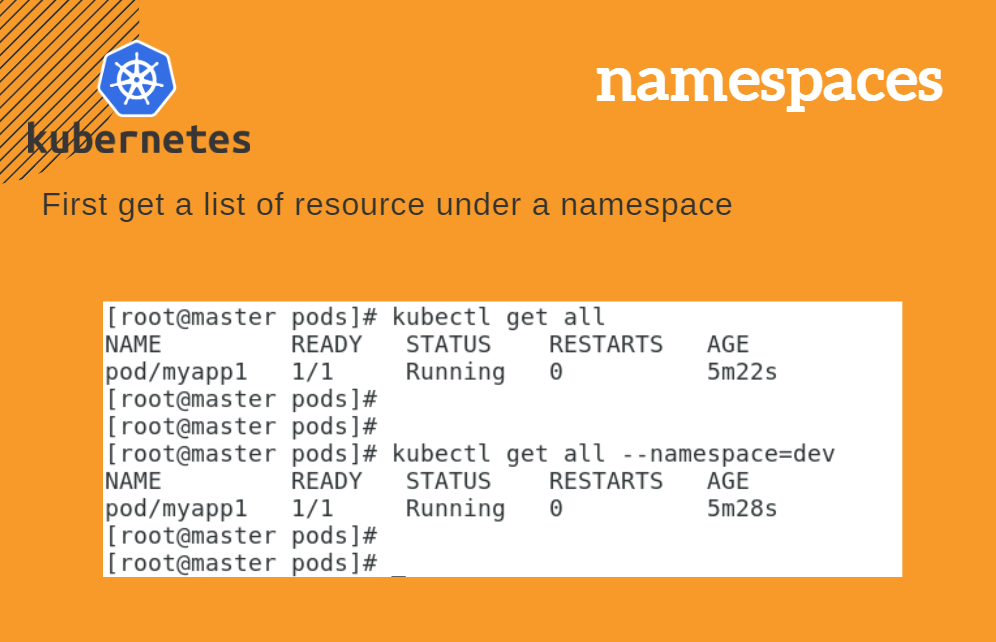 kubernetes
namespaces
First get a list of resource under a namespace
[root@master pods]# kubectl get all
NAME         READY   STATUS    RESTARTS   AGE
pod/myapp1   1/1     Running   0          5m22s
[root@master pods]#
[root@master pods]#
[root@master pods]# kubectl get all --namespace=dev
NAME         READY   STATUS    RESTARTS   AGE
pod/myapp1   1/1     Running   0          5m28s
[root@master pods]#
[root@master pods]# _